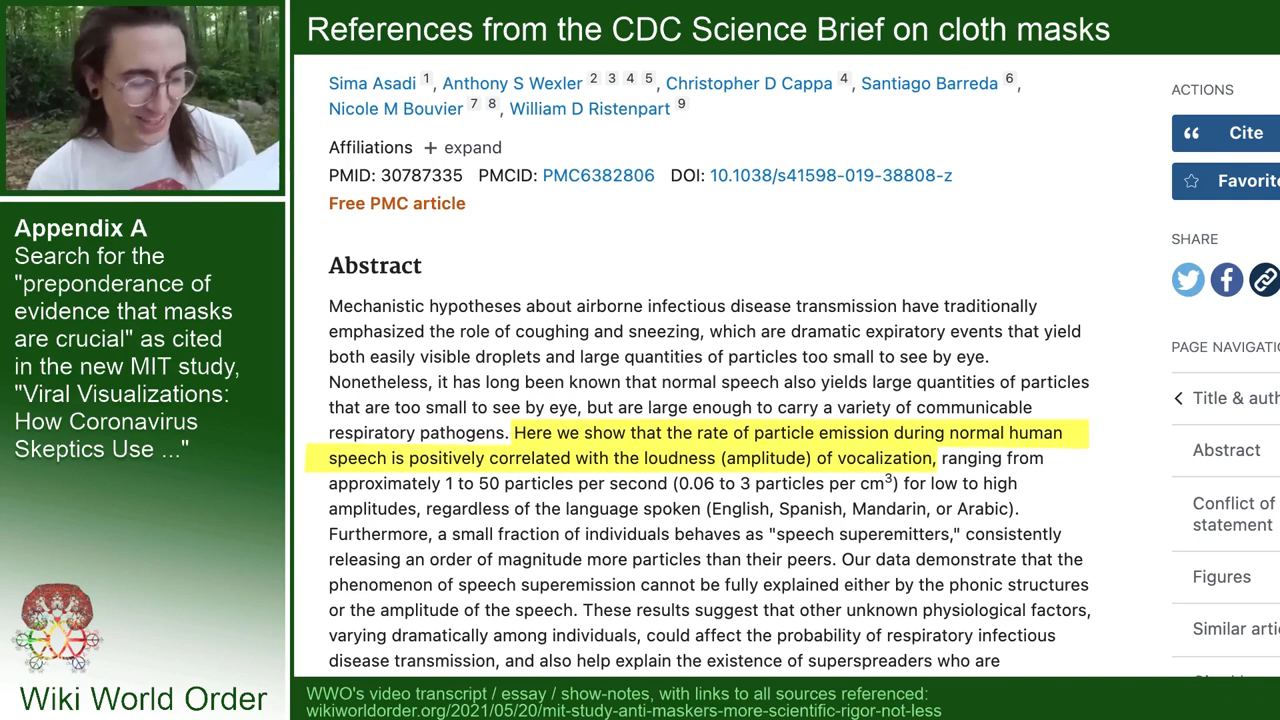 References from the CDC Science Brief on cloth masks
Sima Asadi 1, Anthony S Wexler 2 3 4 5, Christopher D Cappa 4, Santiago Barreda 6,
Nicole M Bouvier 7 8, William D Ristenpart 9
Affiliations + expand
PMID: 30787335 PMCID: PMC6382806 DOI: 10.1038/s41598-019-38808-z
Free PMC article
Abstract
Mechanistic hypotheses about airborne infectious disease transmission have traditionally
emphasized the role of coughing and sneezing, which are dramatic expiratory events that yield
both easily visible droplets and large quantities of particles too small to see by eye.
Nonetheless, it has long been known that normal speech also yields large quantities of particles
that are too small to see by eye, but are large enough to carry a variety of communicable
respiratory pathogens. Here we show that the rate of particle emission during normal human
speech is positively correlated with the loudness (amplitude) of vocalization, ranging from
approximately 1 to 50 particles per second (0.06 to 3 particles per cm3) for low to high
amplitudes, regardless of the language spoken (English, Spanish, Mandarin, or Arabic).
Furthermore, a small fraction of individuals behaves as "speech superemitters," consistently
releasing an order of magnitude more particles than their peers. Our data demonstrate that the
phenomenon of speech superemission cannot be fully explained either by the phonic structures
or the amplitude of the speech. These results suggest that other unknown physiological factors,
varying dramatically among individuals, could affect the probability of respiratory infectious
disease transmission, and also help explain the existence of superspreaders who are
ACTIONS
Cite
Favorite
SHARE
PAGE NAVIGATI
Title & auth
Abstract
Conflict of
statement
Figures
Similar arti
Appendix A
Search for the
"preponderance of
evidence that masks
are crucial" as cited
in the new MIT study,
"Viral Visualizations:
How Coronavirus
Skeptics Use ..."
Wiki World Order
WWO's video transcript / essay / show-notes, with links to all sources referenced:
wikiworldorder.org/2021/05/20/mit-study-anti-maskers-more-scientific-rigor-not-less